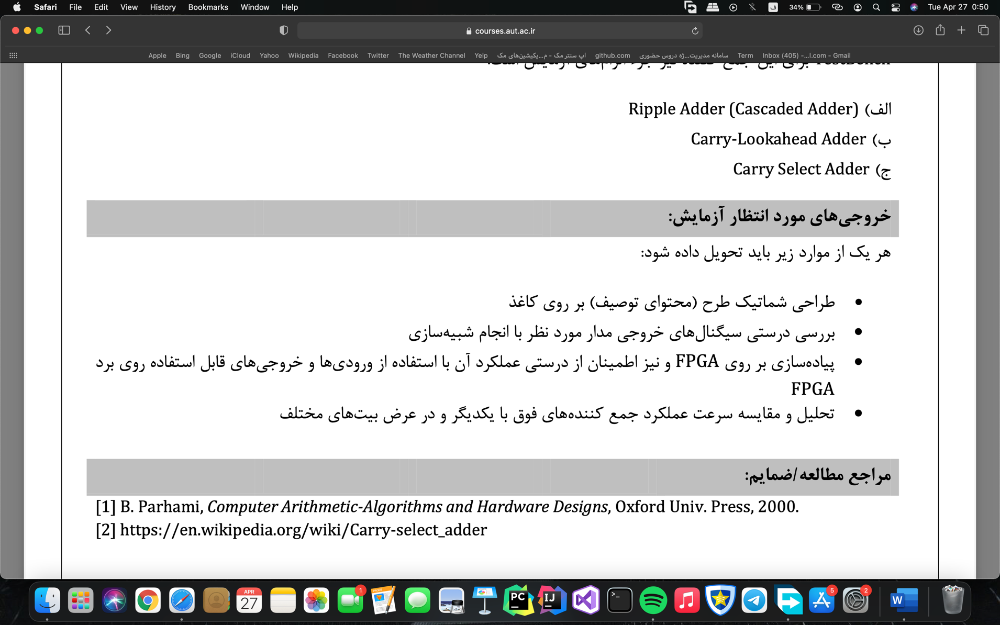 Safari File Edit View History Bookmarks Window Help ف 34% Tue Apr 27 0:50
courses.aut.ac.ir
Apple Bing Google iCloud Yahoo Wikipedia Facebook Twitter The Weather Channel Yelp اپ سنتر مک - م...یکیشین‌های مک github.com سامانه مدیریت...ژه دروس حضوری Term Inbox (405) -...l.com - Gmail
الف) Ripple Adder (Cascaded Adder)
ب) Carry-Lookahead Adder
ج) Carry Select Adder
خروجی‌های مورد انتظار آزمایش:
هر یک از موارد زیر باید تحویل داده شود:
• طراحی شماتیک طرح (محتوای توصیف) بر روی کاغذ
• بررسی درستی سیگنال‌های خروجی مدار مورد نظر با انجام شبیه‌سازی
• پیاده‌سازی بر روی FPGA و نیز اطمینان از درستی عملکرد آن با استفاده از ورودی‌ها و خروجی‌های قابل استفاده روی برد
FPGA
• تحلیل و مقایسه سرعت عملکرد جمع کننده‌های فوق با یکدیگر و در عرض بیت‌های مختلف
مراجع مطالعه/ضمایم:
[1] B. Parhami, Computer Arithmetic-Algorithms and Hardware Designs, Oxford Univ. Press, 2000.
[2] https://en.wikipedia.org/wiki/Carry-select_adder
APR
27
1
PAGES
PC
IJ
>_
5
2
W